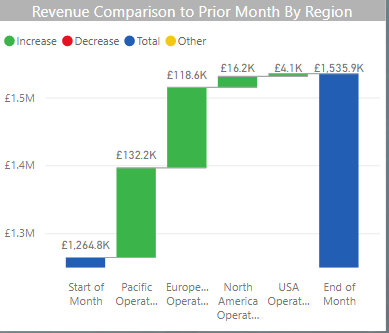 Revenue Comparison to Prior Month By Region
Increase Decrease Total Other
£1.5M
£1.4M
£1.3M
£1,264.8K
£132.2K
£118.6K
£16.2K
£4.1K
£1,535.9K
Start of
Month
Pacific
Operat...
Europe...
Operat...
North
America
Operat...
USA
Operat...
End of
Month